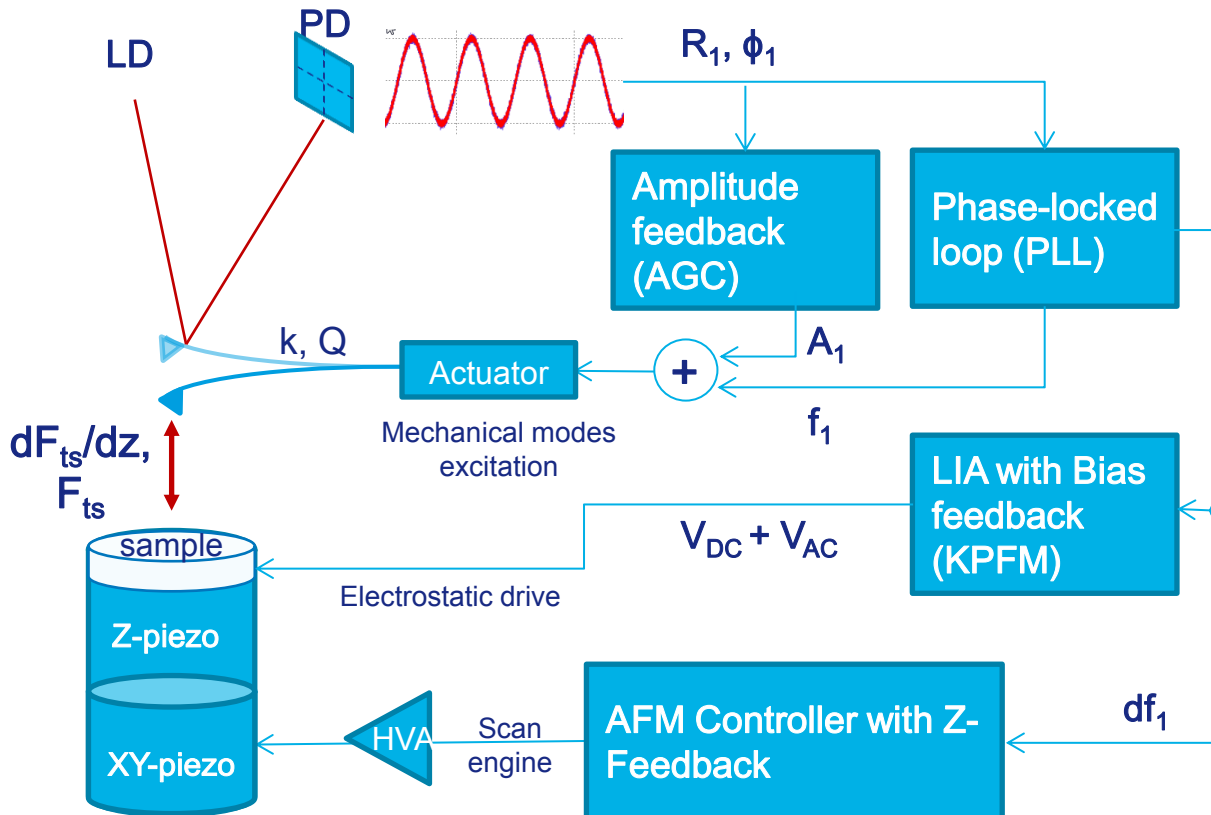 LD
PD
R₁, ϕ₁
Amplitude
feedback
(AGC)
Phase-locked
loop (PLL)
k, Q
Actuator
+
A₁
f₁
Mechanical modes
excitation
dFₜₛ/dz,
Fₜₛ
LIA with Bias
feedback
(KPFM)
V_DC + V_AC
sample
Electrostatic drive
Z-piezo
XY-piezo
HVA
Scan
engine
AFM Controller with Z-
Feedback
df₁